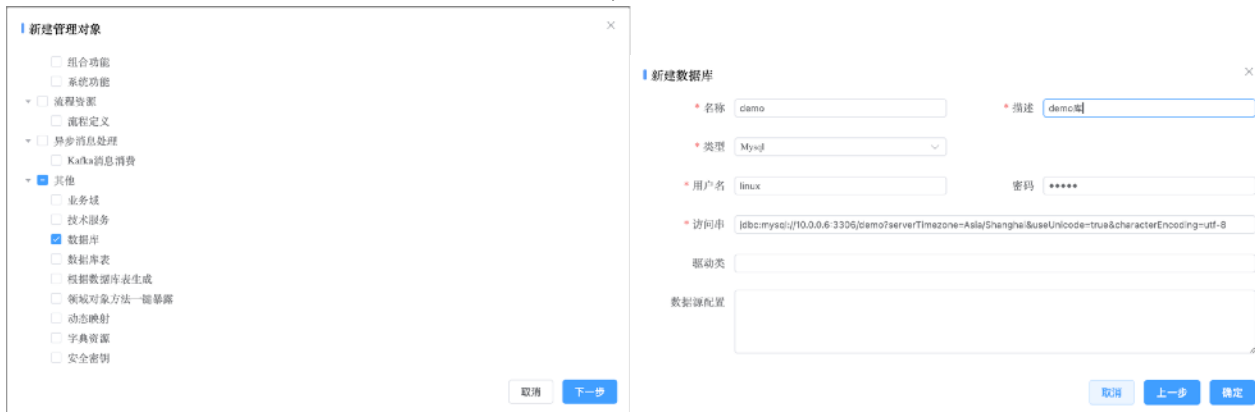 新建管理对象
组合功能
系统功能
流程资源
流程定义
异步消息处理
Kafka消息消费
其他
业务域
技术服务
数据库
数据库表
根据数据库表生成
领域对象方法一键暴露
动态映射
字典资源
安全密钥
取消 下一步
新建数据库
* 名称 demo * 描述 demo库
* 类型 Mysql
* 用户名 linux 密码 •••••
* 访问串 jdbc:mysql://10.0.0.6:3306/demo?serverTimezone=Asia/Shanghai&useUnicode=true&characterEncoding=utf-8
驱动类
数据源配置
取消 上一步 确定